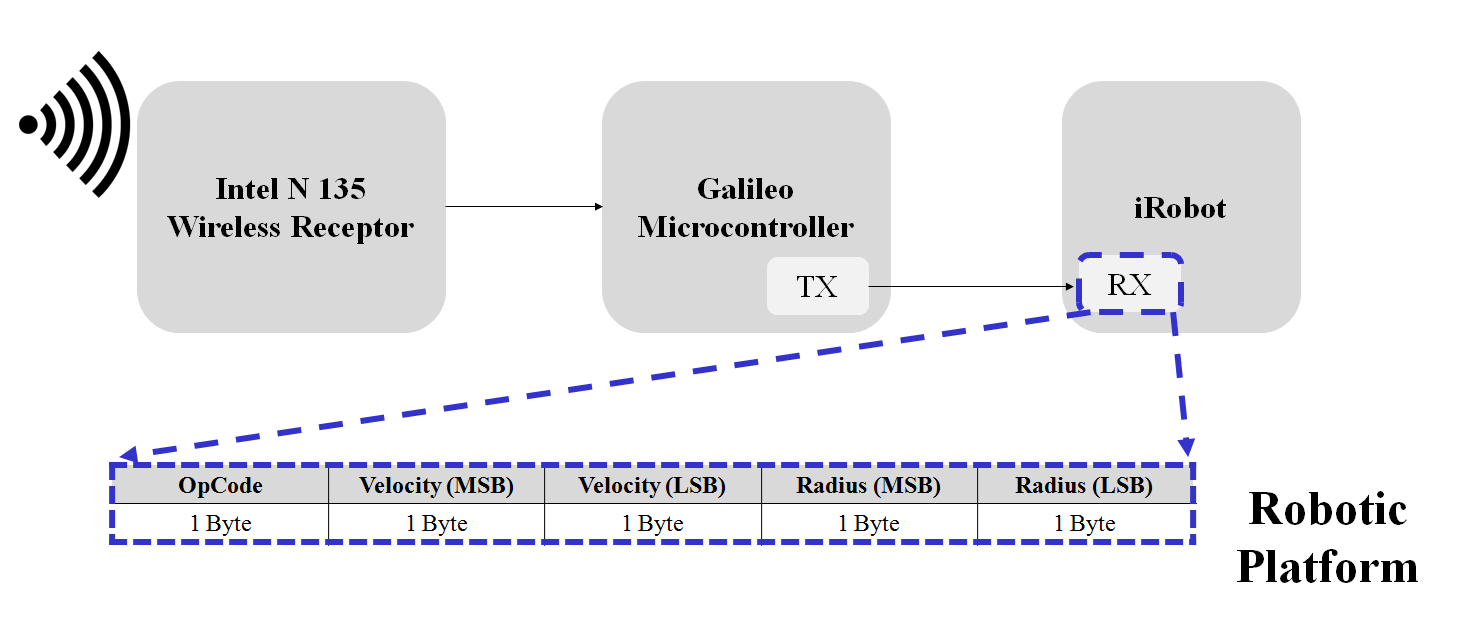 Intel N 135
Wireless Receptor
Galileo
Microcontroller
TX
iRobot
RX
OpCode Velocity (MSB) Velocity (LSB) Radius (MSB) Radius (LSB)
1 Byte 1 Byte 1 Byte 1 Byte 1 Byte
Robotic
Platform